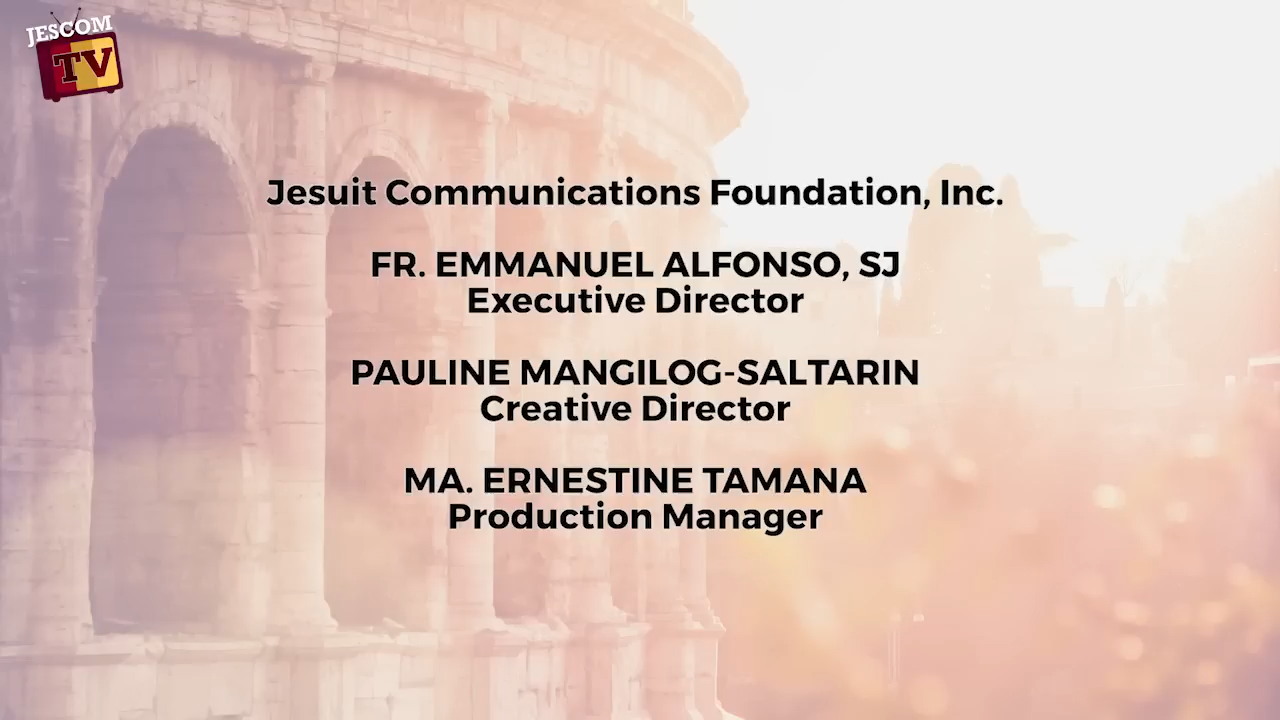 JESCOM
TV
Jesuit Communications Foundation, Inc.
FR. EMMANUEL ALFONSO, SJ
Executive Director
PAULINE MANGILOG-SALTARIN
Creative Director
MA. ERNESTINE TAMANA
Production Manager